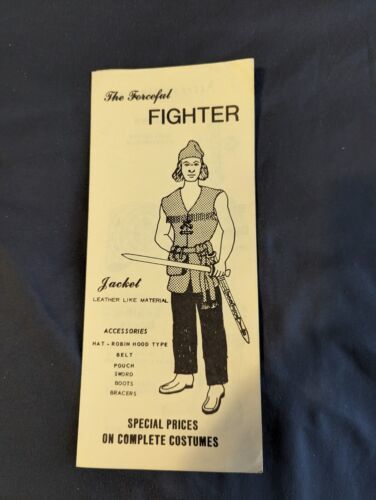 The Forceful
FIGHTER
Jacket
LEATHER LIKE MATERIAL
ACCESSORIES
HAT - ROBIN HOOD TYPE
BELT
POUCH
SWORD
BOOTS
BRACERS
SPECIAL PRICES
ON COMPLETE COSTUMES